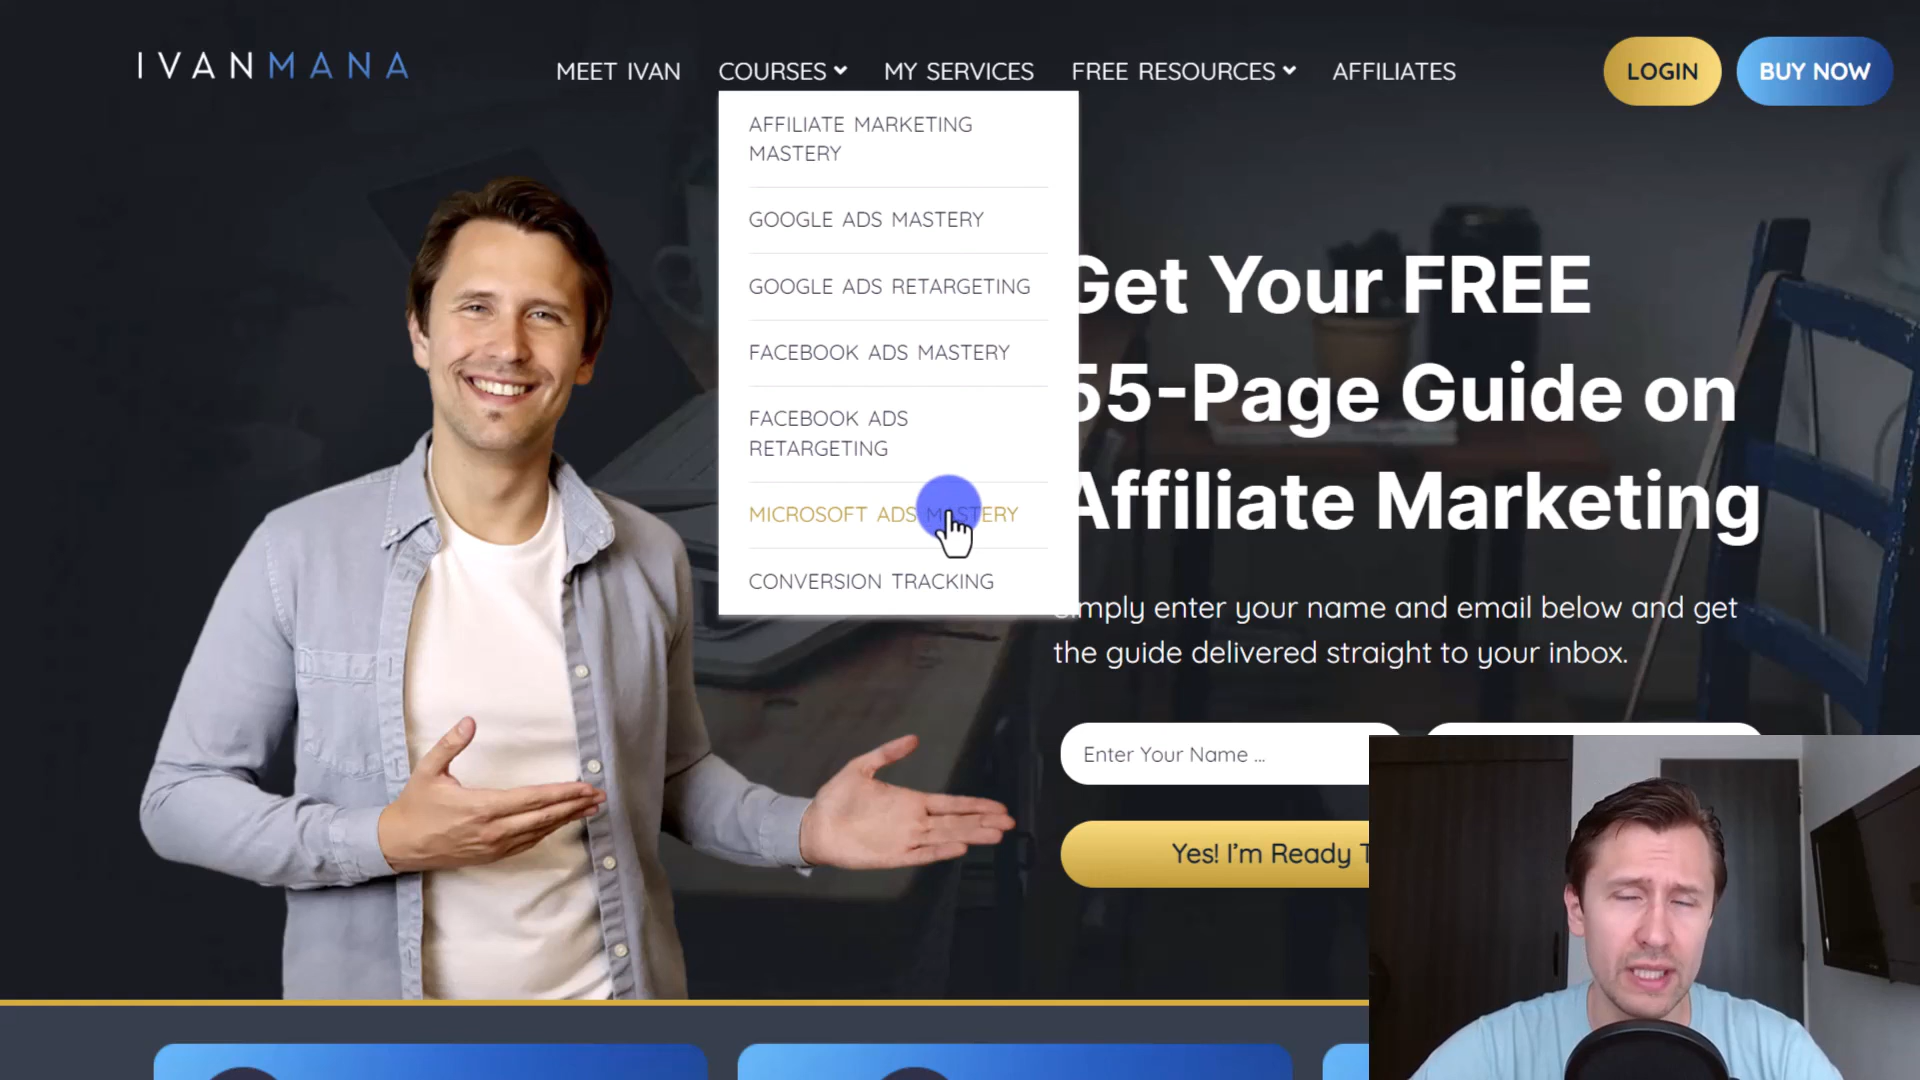 IVANMANA
MEET IVAN
COURSES
MY SERVICES
FREE RESOURCES
AFFILIATES
LOGIN
BUY NOW
AFFILIATE MARKETING
MASTERY
GOOGLE ADS MASTERY
GOOGLE ADS RETARGETING
FACEBOOK ADS MASTERY
FACEBOOK ADS
RETARGETING
MICROSOFT ADS MASTERY
CONVERSION TRACKING
Get Your FREE
55-Page Guide on
Affiliate Marketing
Simply enter your name and email below and get
the guide delivered straight to your inbox.
Enter Your Name ...
Yes! I'm Ready T